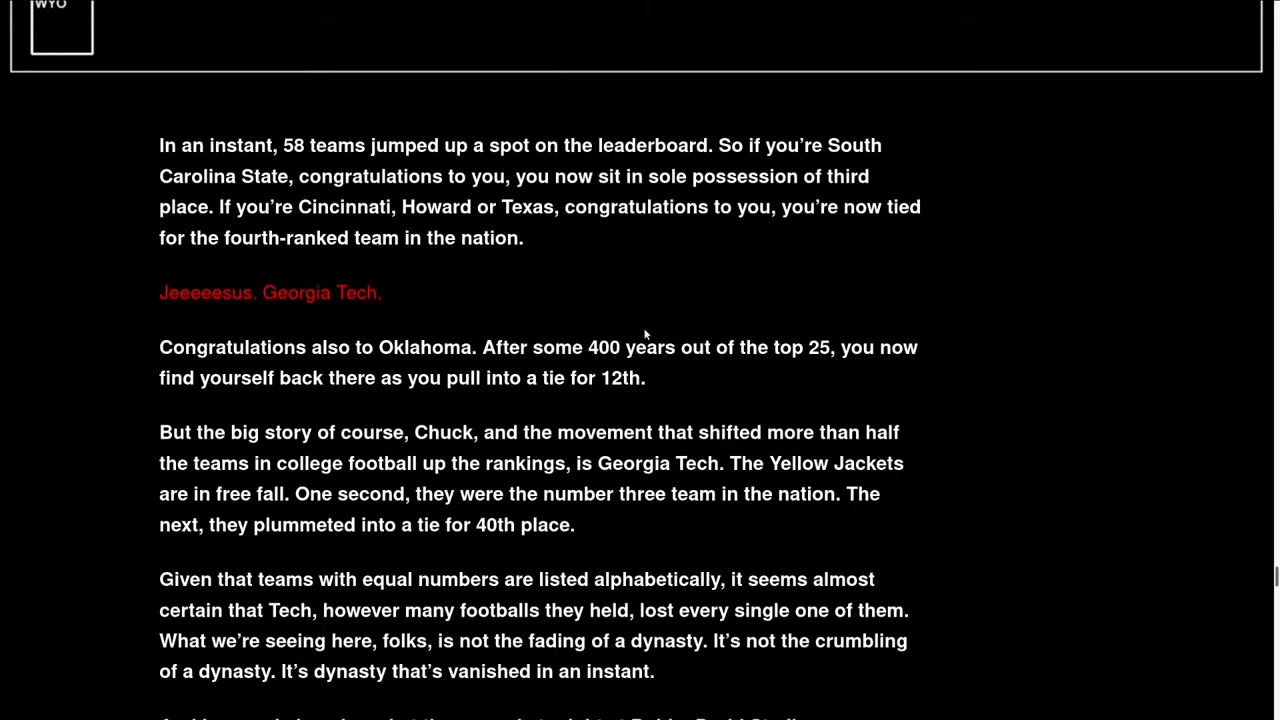 WYO
In an instant, 58 teams jumped up a spot on the leaderboard. So if you’re South
Carolina State, congratulations to you, you now sit in sole possession of third
place. If you’re Cincinnati, Howard or Texas, congratulations to you, you’re now tied
for the fourth-ranked team in the nation.
Jeeeeesus. Georgia Tech.
Congratulations also to Oklahoma. After some 400 years out of the top 25, you now
find yourself back there as you pull into a tie for 12th.
But the big story of course, Chuck, and the movement that shifted more than half
the teams in college football up the rankings, is Georgia Tech. The Yellow Jackets
are in free fall. One second, they were the number three team in the nation. The
next, they plummeted into a tie for 40th place.
Given that teams with equal numbers are listed alphabetically, it seems almost
certain that Tech, however many footballs they held, lost every single one of them.
What we’re seeing here, folks, is not the fading of a dynasty. It’s not the crumbling
of a dynasty. It’s dynasty that’s vanished in an instant.